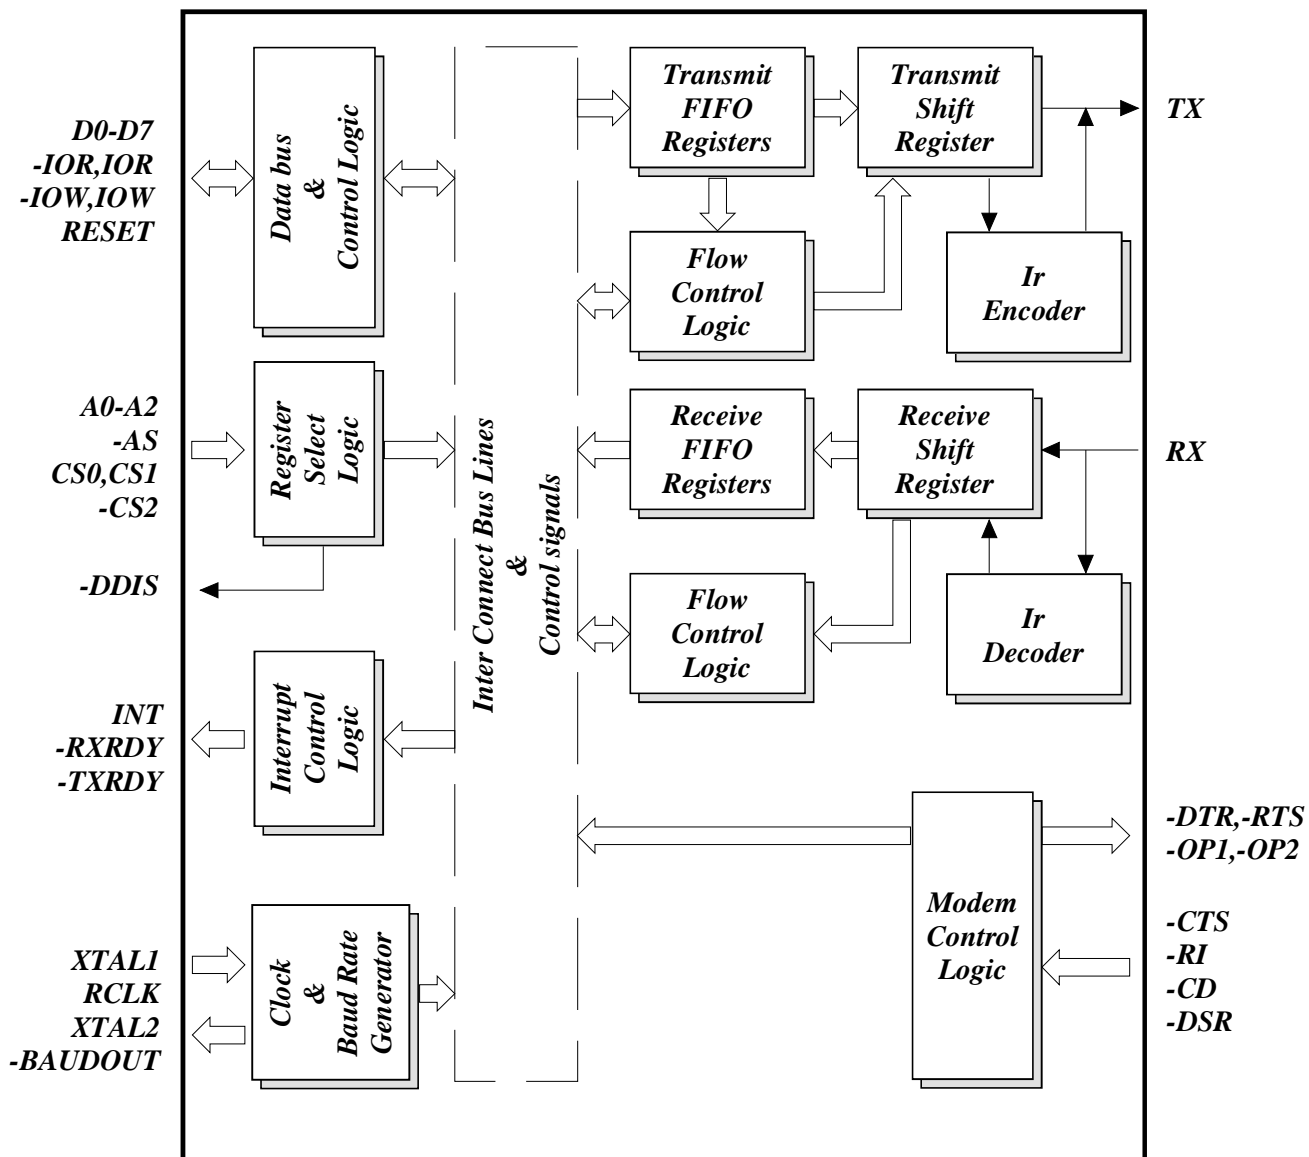 D0-D7
-IOR,IOR
-IOW,IOW
RESET
Data bus
&
Control Logic
A0-A2
-AS
CS0,CS1
-CS2
Register
Select
Logic
-DDIS
INT
-RXRDY
-TXRDY
Interrupt
Control
Logic
XTAL1
RCLK
XTAL2
-BAUDOUT
Clock
&
Baud Rate
Generator
Inter Connect Bus Lines
&
Control signals
Transmit
FIFO
Registers
Transmit
Shift
Register
TX
Flow
Control
Logic
Ir
Encoder
Receive
FIFO
Registers
Receive
Shift
Register
RX
Flow
Control
Logic
Ir
Decoder
Modem
Control
Logic
-DTR,-RTS
-OP1,-OP2
-CTS
-RI
-CD
-DSR